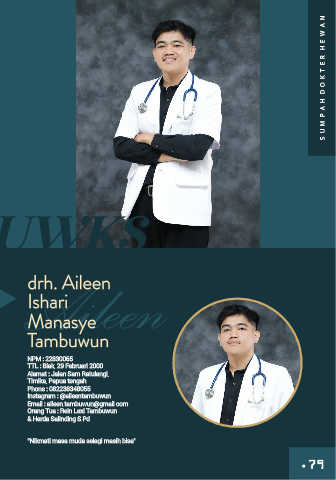 SUMPAH DOKTER HEWAN
UWKS
Aileen
drh. Aileen
Ishari
Manasye
Tambuwun
NPM : 22830065
TTL : Biak, 29 Februari 2000
Alamat : Jalan Sam Ratulangi,
Timika, Papua tengah
Phone : 082238348055
Instagram : @aileentambuwun
Email : aileen.tambuwun@gmail.com
Orang Tua : Rein Lexi Tambuwun
& Herda Salinding S.Pd
"Nikmati masa muda selagi masih bisa"
• 79